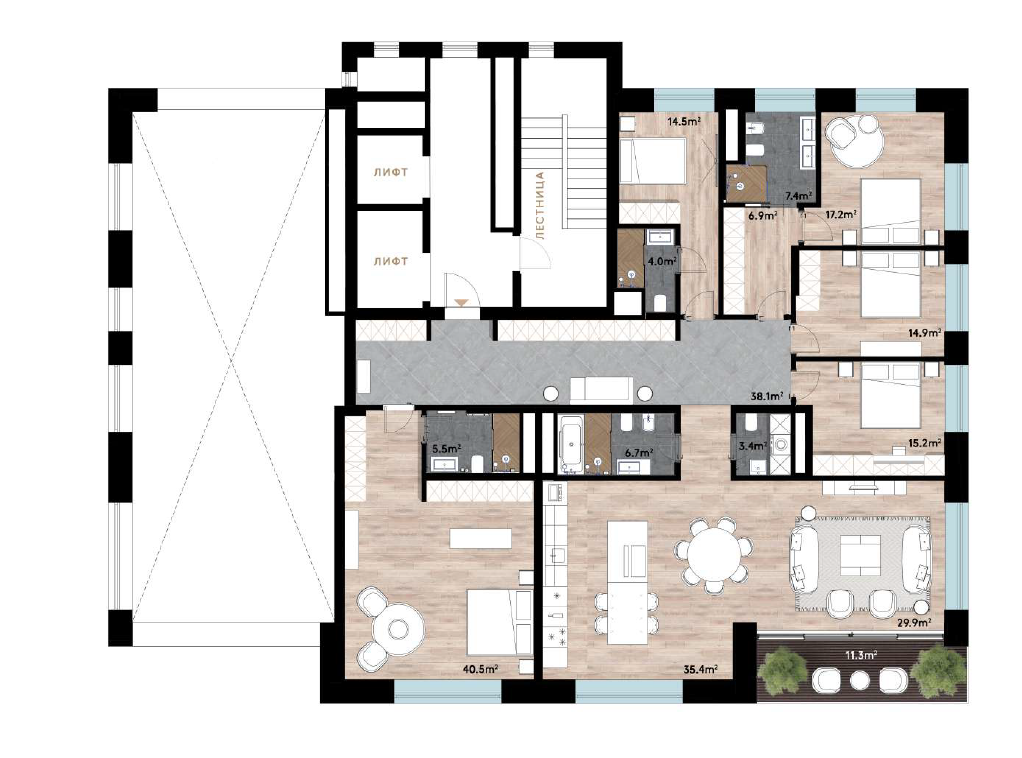 14.5m²
ЛИФТ
ЛЕСТНИЦА
7.4m²
6.9m²
17.2m²
ЛИФТ
4.0m²
14.9m²
38.1m²
15.2m²
5.5m²
6.7m²
3.4m²
29.9m²
11.3m²
40.5m²
35.4m²